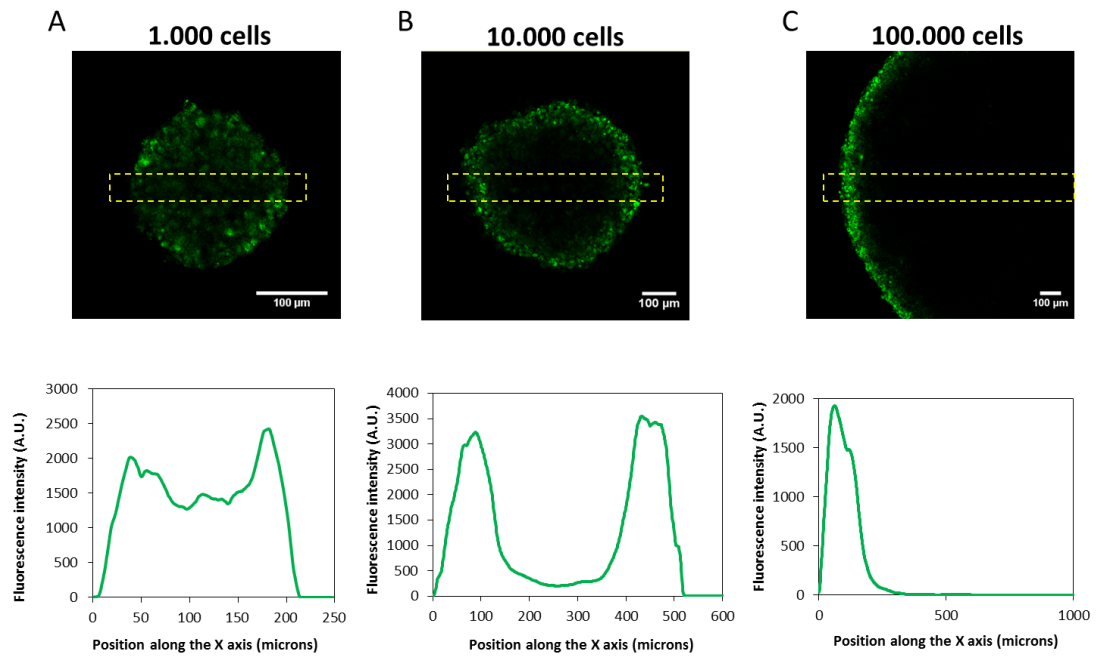 A
1.000 cells
B
10.000 cells
C
100.000 cells
100 µm
100 µm
100 µm
Fluorescence intensity (A.U.)
3000
2500
2000
1500
1000
500
0
0 50 100 150 200 250
Position along the X axis (microns)
Fluorescence intensity (A.U.)
4000
3500
3000
2500
2000
1500
1000
500
0
0 100 200 300 400 500 600
Position along the X axis (microns)
Fluorescence intensity (A.U.)
2000
1500
1000
500
0
0 500 1000
Position along the X axis (microns)